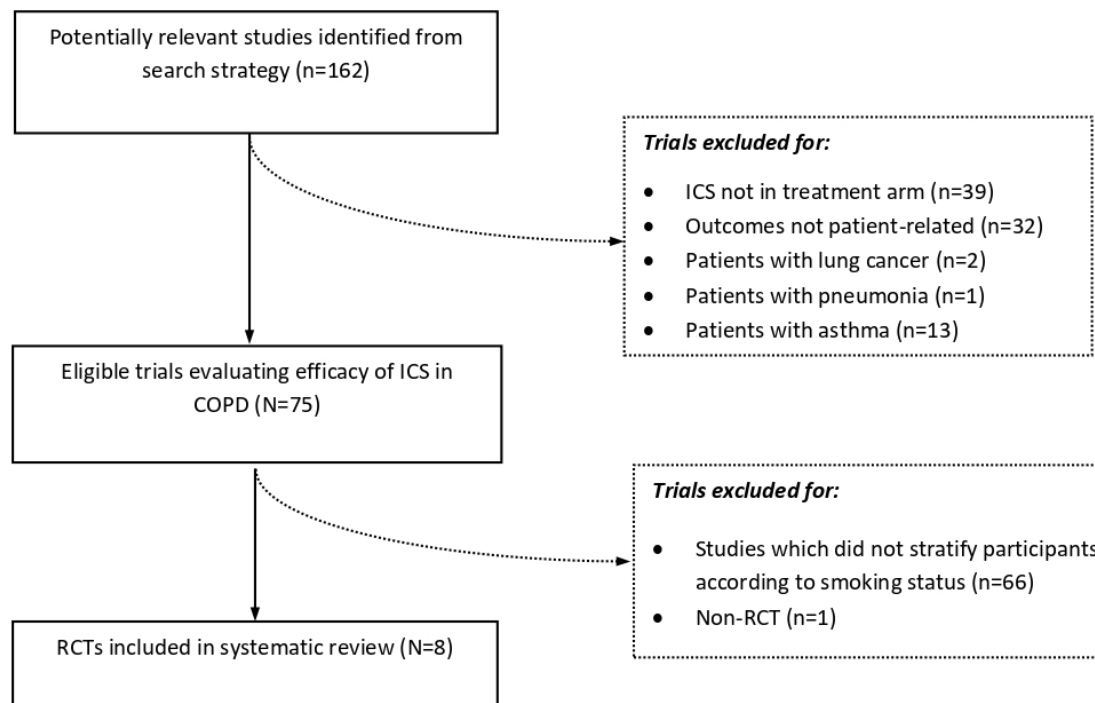 Potentially relevant studies identified from
search strategy (n=162)
Trials excluded for:
• ICS not in treatment arm (n=39)
• Outcomes not patient-related (n=32)
• Patients with lung cancer (n=2)
• Patients with pneumonia (n=1)
• Patients with asthma (n=13)
Eligible trials evaluating efficacy of ICS in
COPD (N=75)
Trials excluded for:
• Studies which did not stratify participants
according to smoking status (n=66)
• Non-RCT (n=1)
RCTs included in systematic review (N=8)